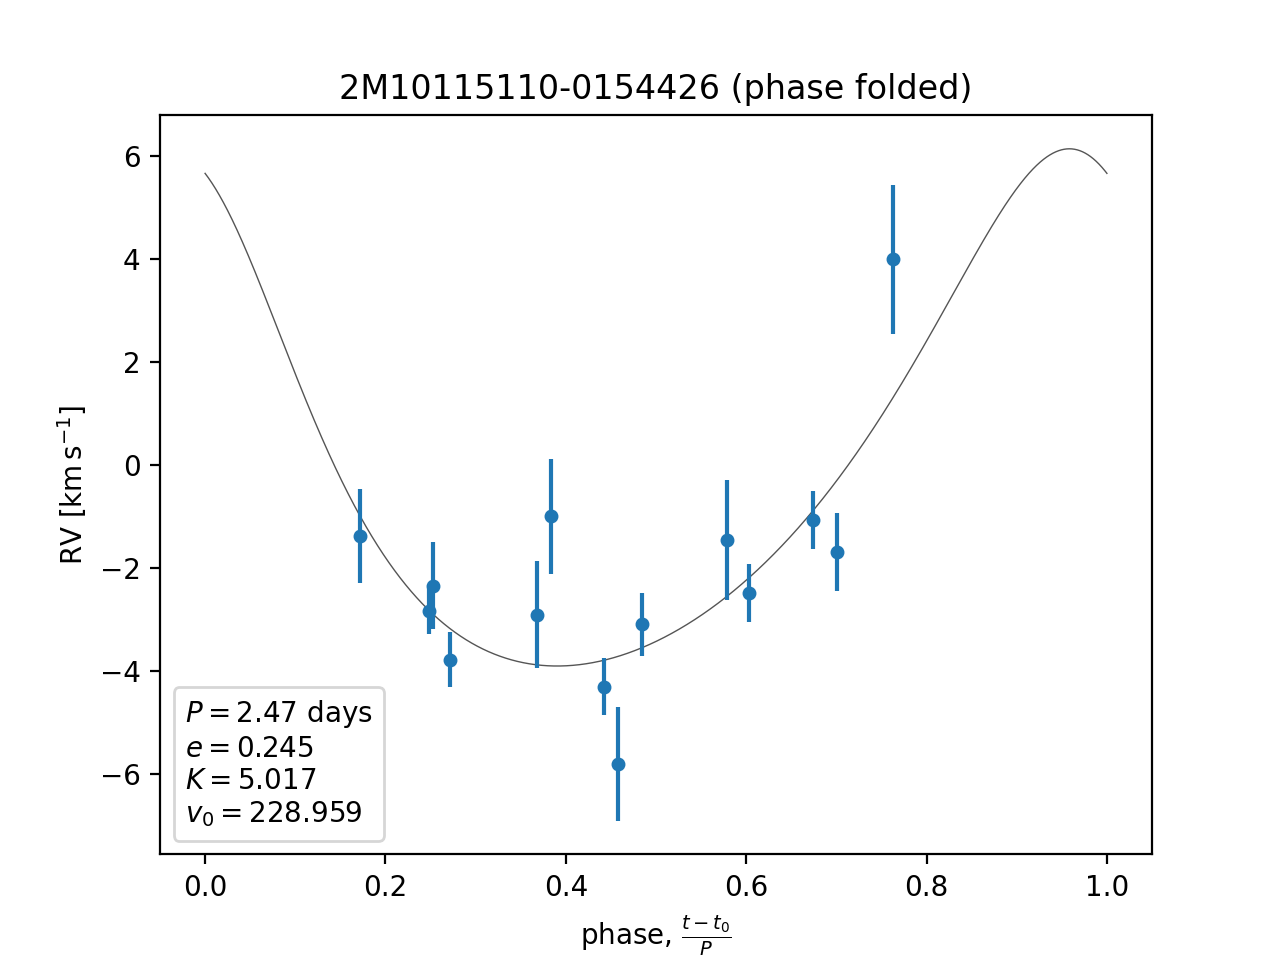 2M10115110-0154426 (phase folded)
RV [km s⁻¹]
6
4
2
0
−2
−4
−6
P = 2.47 days
e = 0.245
K = 5.017
v₀ = 228.959
0.0 0.2 0.4 0.6 0.8 1.0
phase, (t − t₀)/P